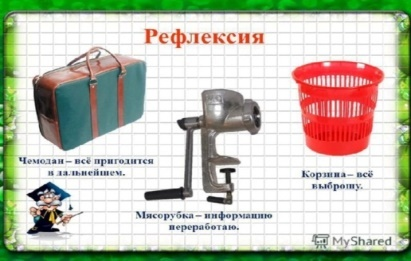 Рефлексия
Чемодан – всё пригодится
в дальнейшем.
Мясорубка – информацию
переработаю.
Корзина – всё
выброшу.
MyShared